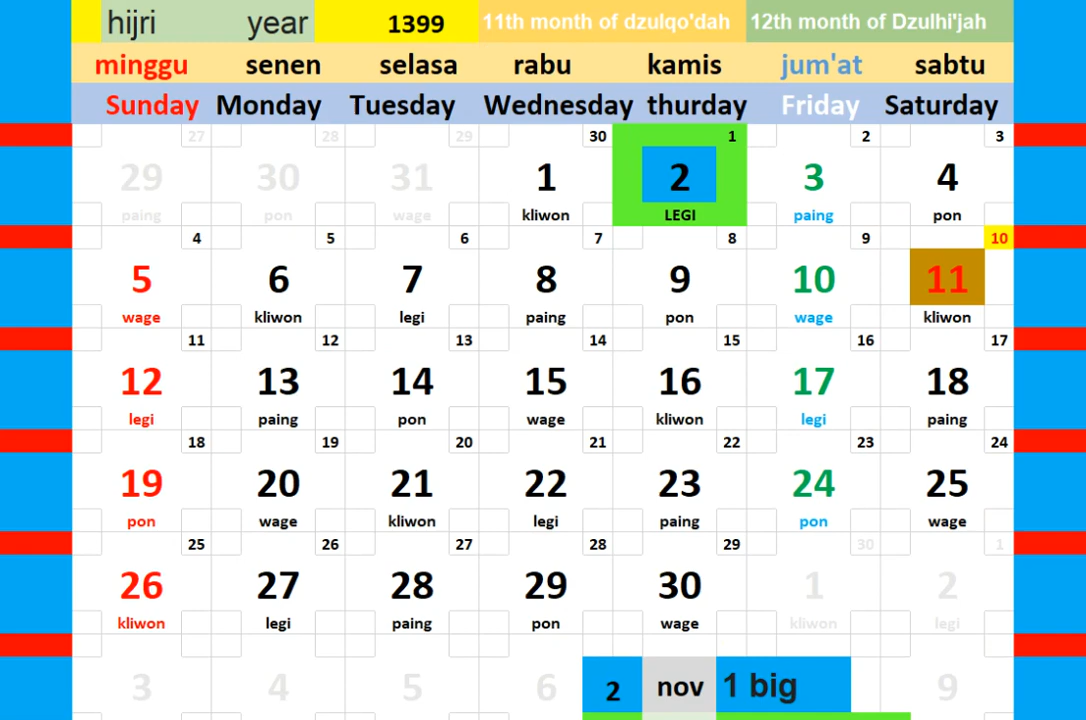 hijri year 1399 11th month of dzulqo'dah 12th month of Dzulhi'jah
minggu senen selasa rabu kamis jum'at sabtu
Sunday Monday Tuesday Wednesday thurday Friday Saturday
27 28 29 30 1 2 3
29 30 31 1 2 3 4
paing pon wage kliwon LEGI paing pon
4 5 6 7 8 9 10
5 6 7 8 9 10 11
wage kliwon legi paing pon wage kliwon
11 12 13 14 15 16 17
12 13 14 15 16 17 18
legi paing pon wage kliwon legi paing
18 19 20 21 22 23 24
19 20 21 22 23 24 25
pon wage kliwon legi paing pon wage
25 26 27 28 29 30 1
26 27 28 29 30 1 2
kliwon legi paing pon wage kliwon legi
3 4 5 6 2 nov 1 big 9